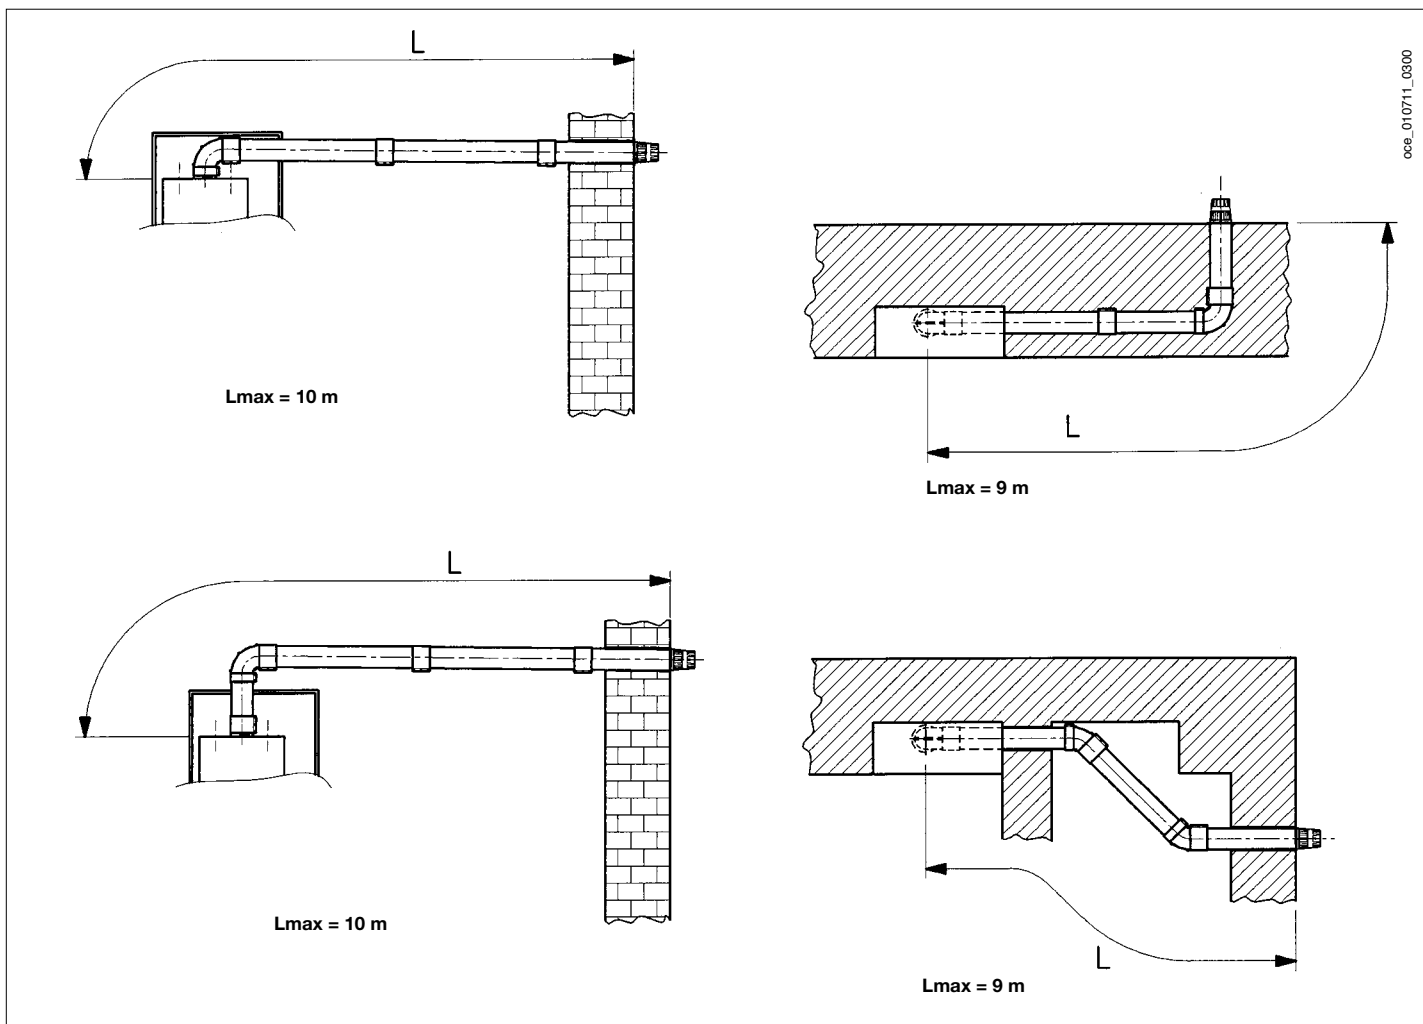 L
Lmax = 10 m
oce_010711_0300
L
Lmax = 9 m
L
Lmax = 10 m
L
Lmax = 9 m